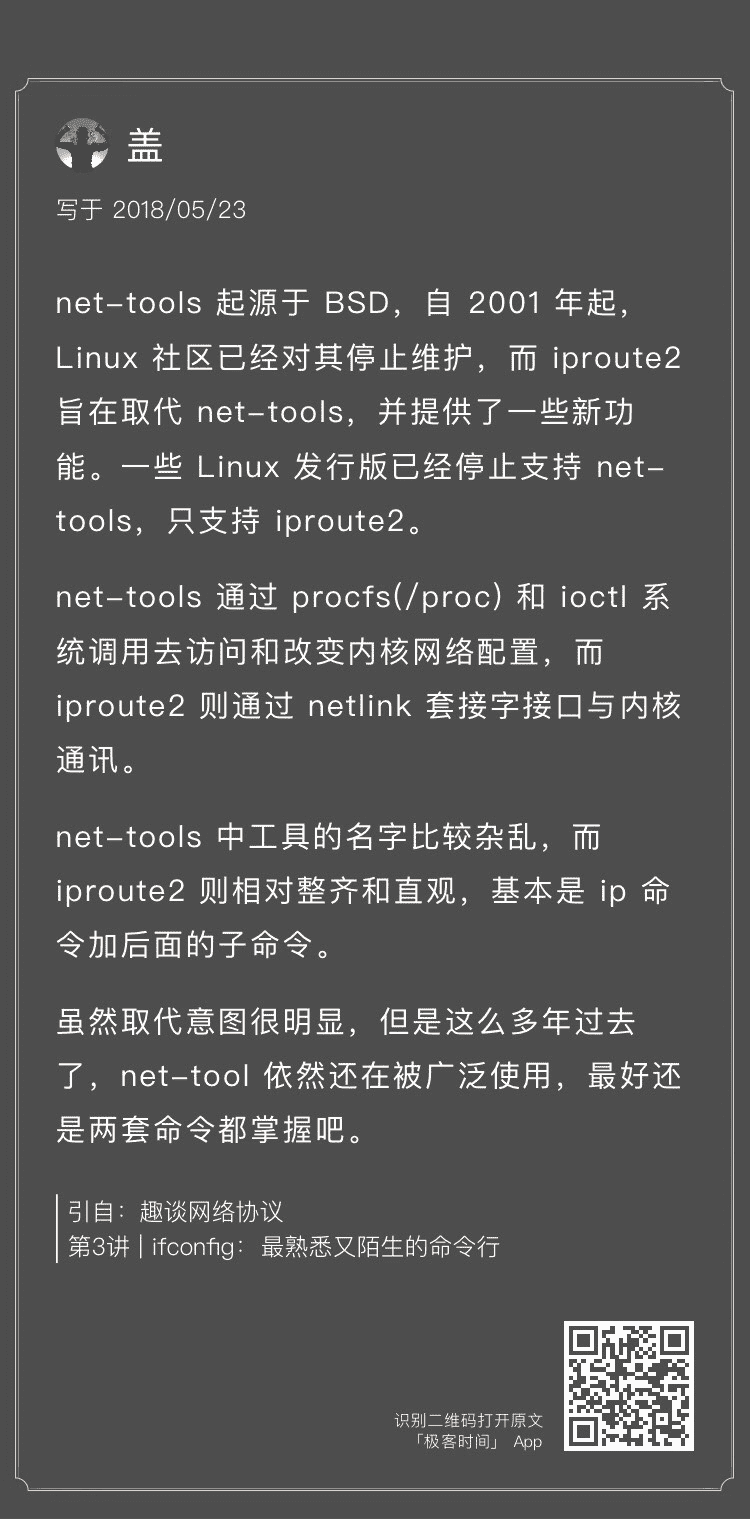 盖
写于 2018/05/23
net-tools 起源于 BSD，自 2001 年起，
Linux 社区已经对其停止维护，而 iproute2
旨在取代 net-tools，并提供了一些新功
能。一些 Linux 发行版已经停止支持 net-
tools，只支持 iproute2。
net-tools 通过 procfs(/proc) 和 ioctl 系
统调用去访问和改变内核网络配置，而
iproute2 则通过 netlink 套接字接口与内核
通讯。
net-tools 中工具的名字比较杂乱，而
iproute2 则相对整齐和直观，基本是 ip 命
令加后面的子命令。
虽然取代意图很明显，但是这么多年过去
了，net-tool 依然还在被广泛使用，最好还
是两套命令都掌握吧。
引自：趣谈网络协议
第3讲 | ifconfig：最熟悉又陌生的命令行
识别二维码打开原文
「极客时间」 App